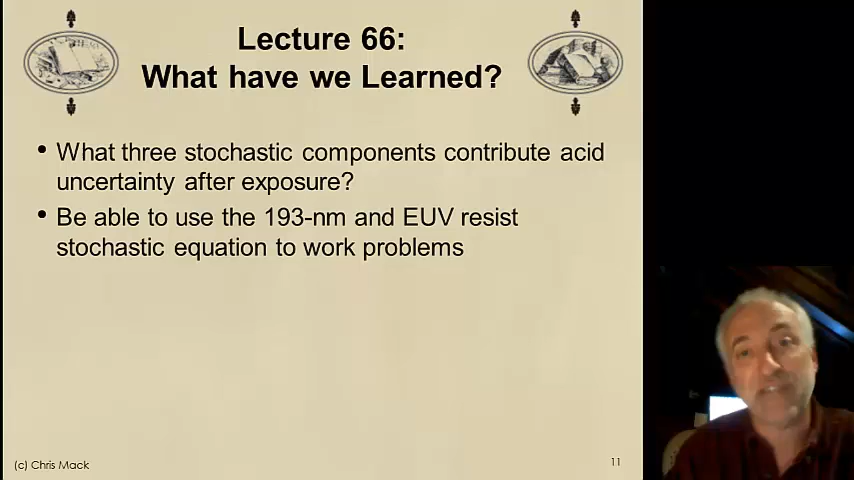 Lecture 66:
What have we Learned?
• What three stochastic components contribute acid
uncertainty after exposure?
• Be able to use the 193-nm and EUV resist
stochastic equation to work problems
(c) Chris Mack
11